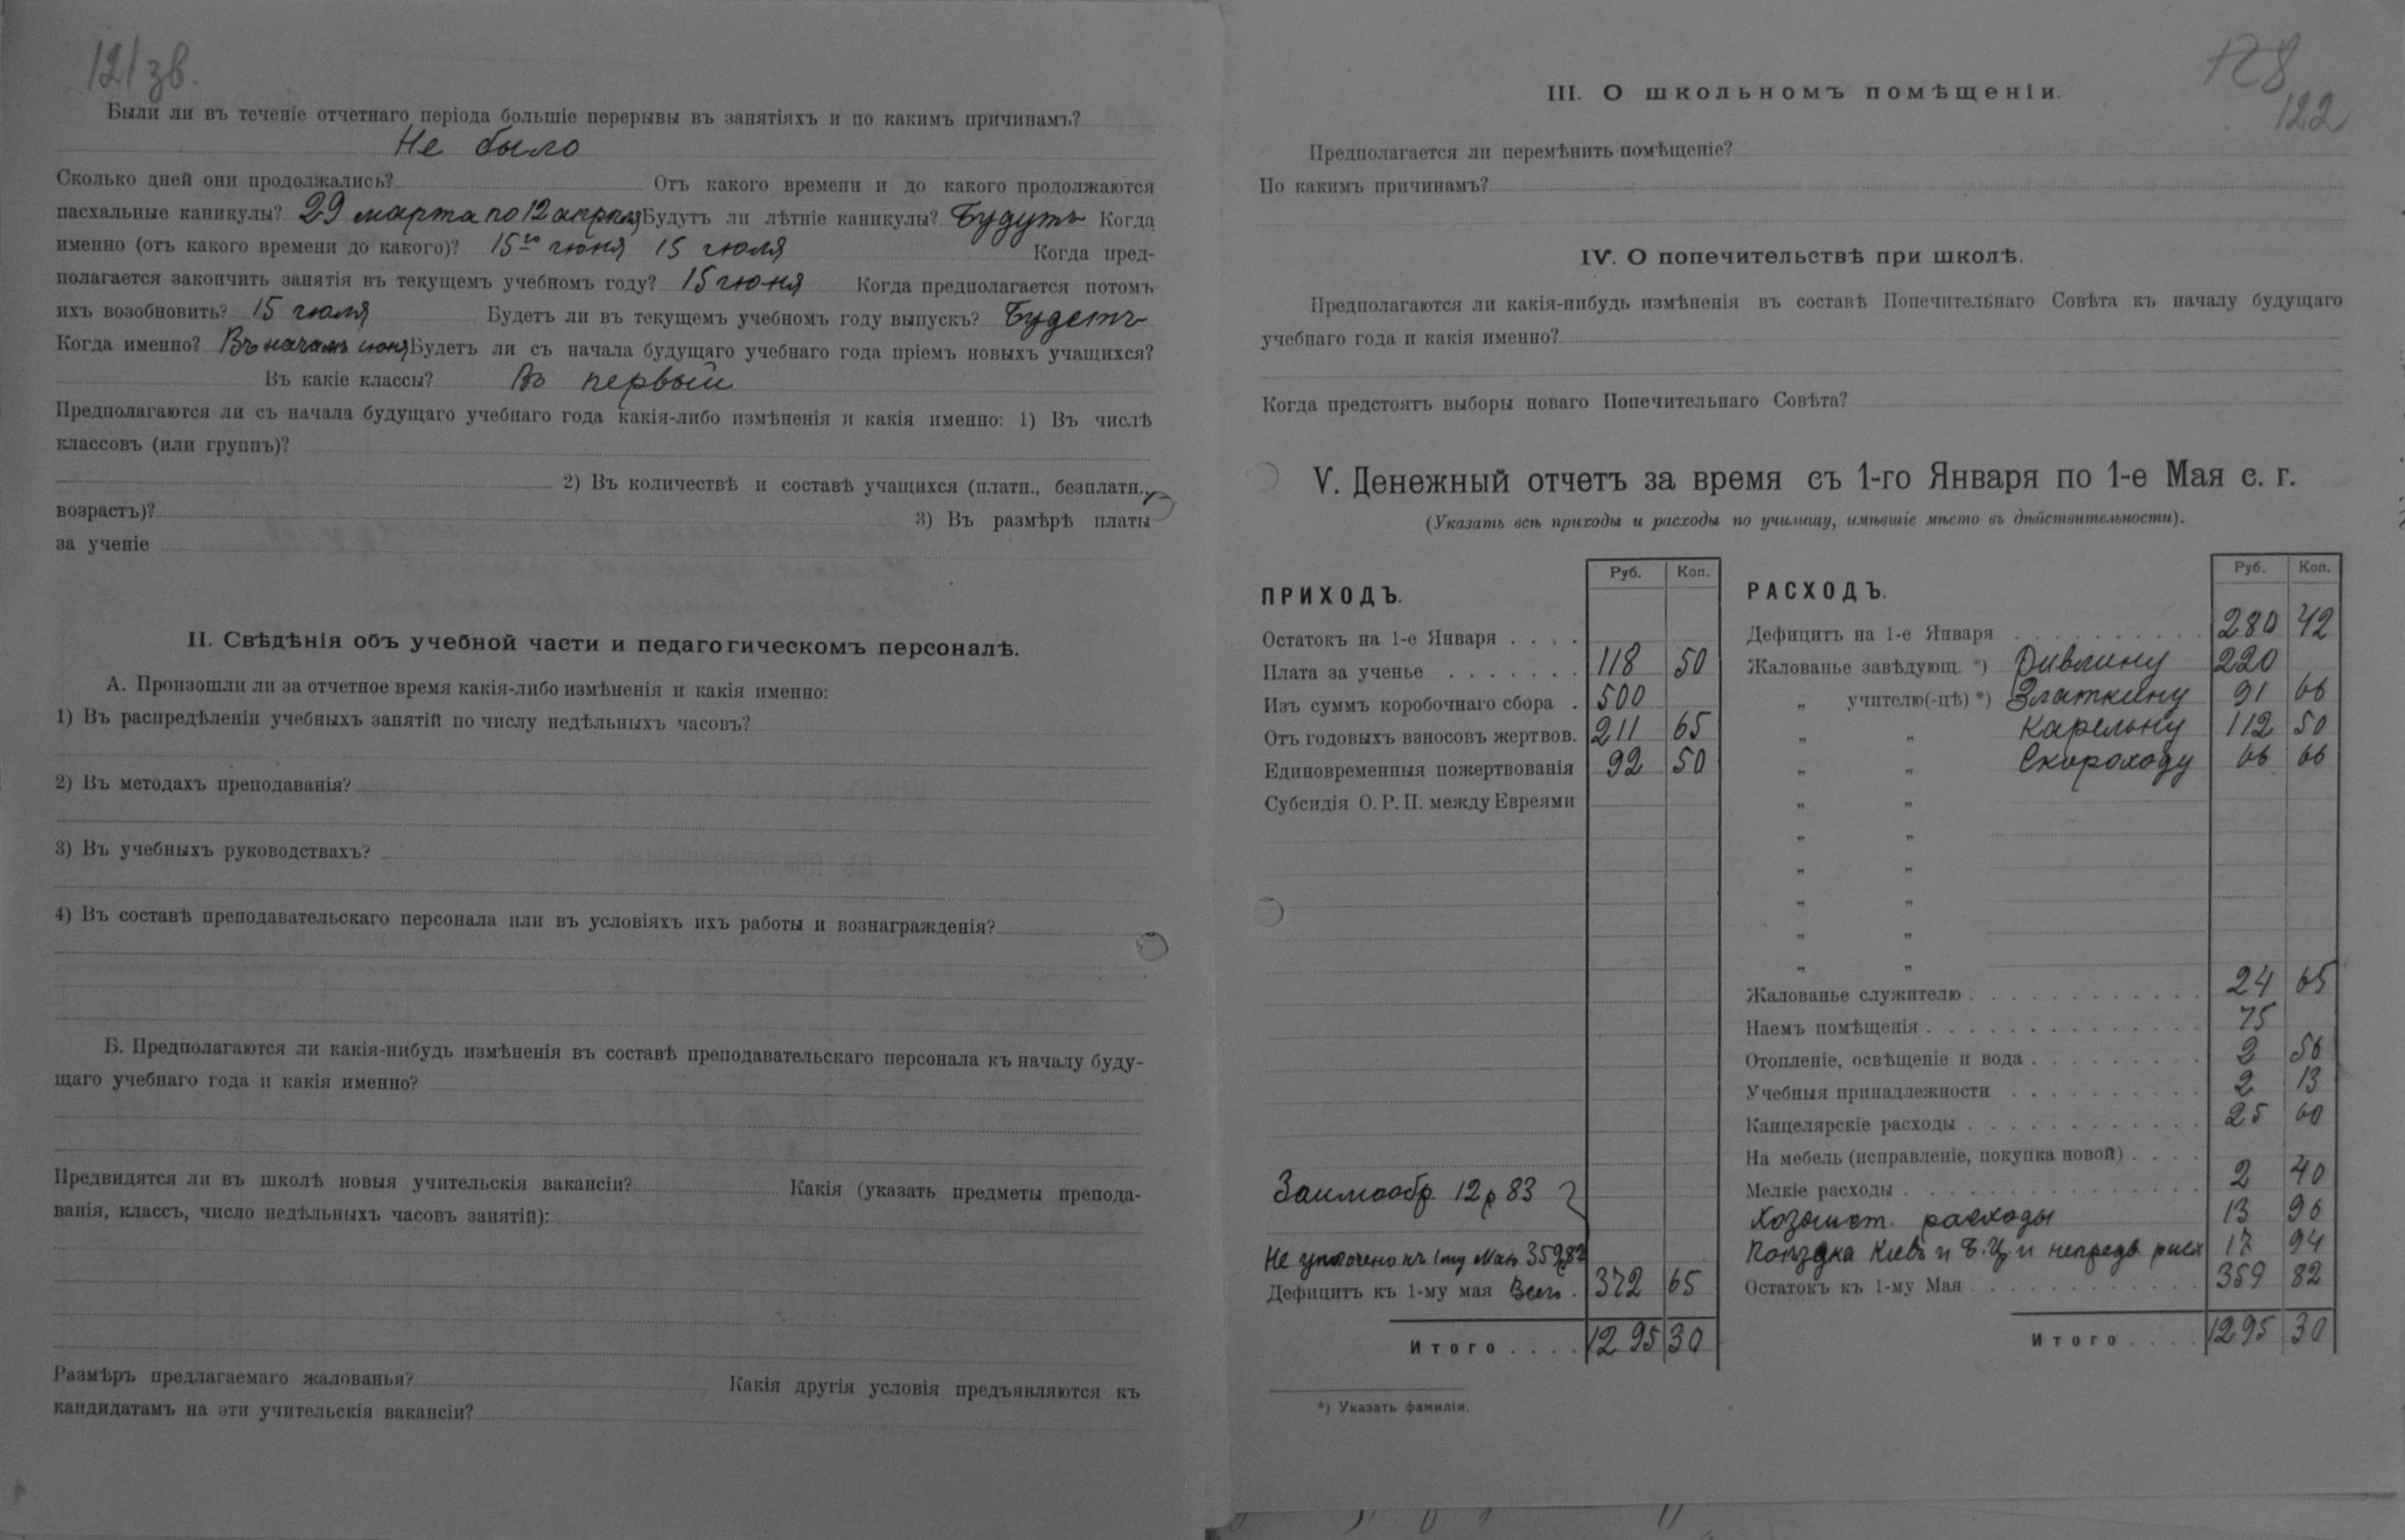 121 зв.
Были ли въ теченіе отчетнаго періода большіе перерывы въ занятіяхъ и по какимъ причинамъ?
Не было
Сколько дней они продолжались? Отъ какого времени и до какого продолжаются
пасхальные каникулы? 29 марта по 12 апрѣля Будутъ ли лѣтніе каникулы? Будутъ Когда
именно (отъ какого времени до какого)? 15го іюня 15 іюля Когда пред-
полагается закончить занятія въ текущемъ учебномъ году? 15 іюня Когда предполагается потомъ
ихъ возобновить? 15 іюля Будетъ ли въ текущемъ учебномъ году выпускъ? Будетъ
Когда именно? Въ началѣ іюня Будетъ ли съ начала будущаго учебнаго года пріемъ новыхъ учащихся?
Въ какіе классы? Въ первый
Предполагаются ли съ начала будущаго учебнаго года какія-либо измѣненія и какія именно: 1) Въ числѣ
классовъ (или группъ)?
2) Въ количествѣ и составѣ учащихся (платн., безплатн.,
возрастъ)? 3) Въ размѣрѣ платы
за ученіе
II. Свѣдѣнія объ учебной части и педагогическомъ персоналѣ.
А. Произошли ли за отчетное время какія-либо измѣненія и какія именно:
1) Въ распредѣленіи учебныхъ занятій по числу недѣльныхъ часовъ?
2) Въ методахъ преподаванія?
3) Въ учебныхъ руководствахъ?
4) Въ составѣ преподавательскаго персонала или въ условіяхъ ихъ работы и вознагражденія?
Б. Предполагаются ли какія-нибудь измѣненія въ составѣ преподавательскаго персонала къ началу буду-
щаго учебнаго года и какія именно?
Предвидятся ли въ школѣ новыя учительскія вакансіи? Какія (указать предметы препода-
ванія, классъ, число недѣльныхъ часовъ занятій):
Размѣръ предлагаемаго жалованья? Какія другія условія предъявляются къ
кандидатамъ на эти учительскія вакансіи?
128
122
III. О школьномъ помѣщеніи.
Предполагается ли перемѣнить помѣщеніе?
По какимъ причинамъ?
IV. О попечительствѣ при школѣ.
Предполагаются ли какія-нибудь измѣненія въ составѣ Попечительнаго Совѣта къ началу будущаго
учебнаго года и какія именно?
Когда предстоятъ выборы новаго Попечительнаго Совѣта?
V. Денежный отчетъ за время съ 1-го Января по 1-е Мая с. г.
(Указать всѣ приходы и расходы по училищу, имѣвшіе мѣсто въ дѣйствительности).
ПРИХОДЪ. Руб. Коп.
Остатокъ на 1-е Января . . . .
Плата за ученье . . . . . . . 118 50
Изъ суммъ коробочнаго сбора . 500
Отъ годовыхъ взносовъ жертвов. 211 65
Единовременныя пожертвованія 92 50
Субсидія О. Р. П. между Евреями
Заимообр. 12 р 83
Не уплочено къ 1му Мая 359,82
Дефицитъ къ 1-му мая Всего . 372 65
Итого . . . . 1295 30
*) Указать фамиліи.
РАСХОДЪ. Руб. Коп.
Дефицитъ на 1-е Января . . . . . . . . . . 280 42
Жалованье завѣдующ. *) Дивлину 220
„ учителю(-цѣ) *) Златкину 91 66
„ „ Карельну 112 50
„ „ Скороходу 66 66
„ „
„ „
„ „
„ „
„ „
„ „
Жалованье служителю . . . . . . . . . . . . 24 65
Наемъ помѣщенія . . . . . . . . . . . . . . 75
Отопленіе, освѣщеніе и вода . . . . . . . . . 2 56
Учебныя принадлежности . . . . . . . . . . 2 13
Канцелярскіе расходы . . . . . . . . . . . . 25 60
На мебель (исправленіе, покупка новой) . . . .
Мелкіе расходы . . . . . . . . . . . . . . . 2 40
Хозяйст. расходы 13 96
Поѣздка Кіевъ и Б. Ц. и непредв расх 17 94
Остатокъ къ 1-му Мая . . . . . . . . . . . . 359 82
Итого . . . . 1295 30